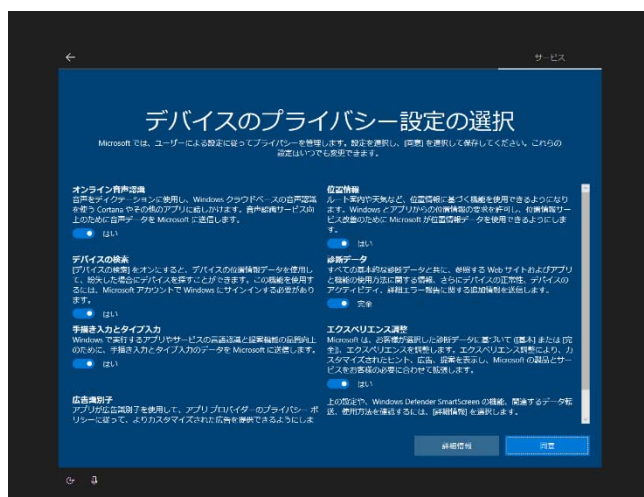 サービス
デバイスのプライバシー設定の選択
Microsoft では、ユーザーによる設定に従ってプライバシーを管理します。設定を選択し、[同意] を選択して保存してください。これらの
設定はいつでも変更できます。
オンライン音声認識
音声をディクテーションに使用し、Windows クラウドベースの音声認識
を使う Cortana やその他のアプリに話しかけます。音声認識サービス向
上のために音声データを Microsoft に送信します。
はい
デバイスの検索
[デバイスの検索] をオンにすると、デバイスの位置情報データを使用し
て、紛失した場合にデバイスを探すことができます。この機能を使用す
るには、Microsoft アカウントで Windows にサインインする必要があり
ます。
はい
手書き入力とタイプ入力
Windows で実行するアプリやサービスの言語認識と提案機能の品質向上
のために、手書き入力とタイプ入力のデータを Microsoft に送信します。
はい
広告識別子
アプリが広告識別子を使用して、アプリ プロバイダーのプライバシー ポ
リシーに従って、よりカスタマイズされた広告を提供できるようにしま
位置情報
ルート案内や天気など、位置情報に基づく機能を使用できるようになり
ます。Windows とアプリからの位置情報の要求を許可し、位置情報サー
ビス改善のために Microsoft が位置情報データを使用できるようにしま
す。
はい
診断データ
すべての基本的な診断データと共に、参照する Web サイトおよびアプリ
と機能の使用方法に関する情報、さらにデバイスの正常性、デバイスの
アクティビティ、詳細エラー報告に関する追加情報を送信します。
完全
エクスペリエンス調整
Microsoft は、お客様が選択した診断データに基づいて ([基本] または [完
全])、エクスペリエンスを調整します。エクスペリエンス調整により、カ
スタマイズされたヒント、広告、提案を表示し、Microsoft の製品とサー
ビスをお客様の必要に合わせて拡張します。
はい
上の設定や、Windows Defender SmartScreen の機能、関連するデータ転
送、使用方法を確認するには、[詳細情報] を選択します。
詳細情報
同意